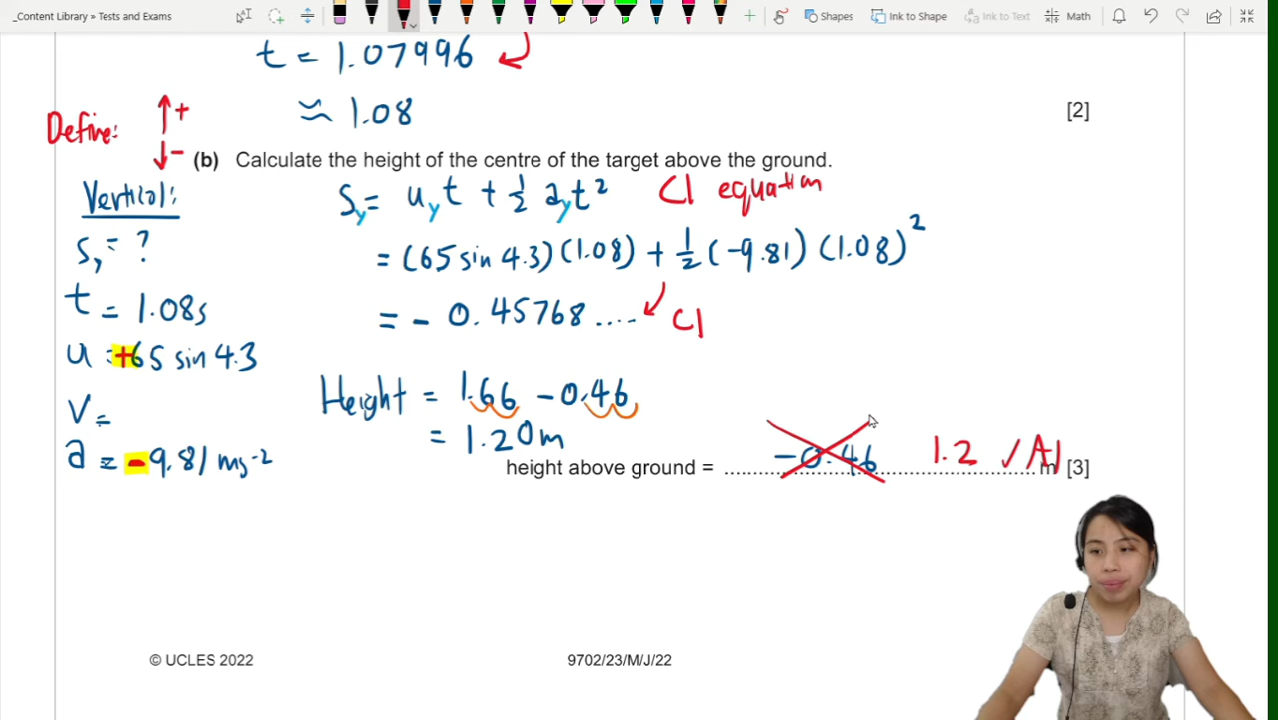 _Content Library » Tests and Exams
Shapes
Ink to Shape
Ink to Text
Math
t = 1.07996
≈ 1.08
[2]
Define: ↑+
↓-
(b) Calculate the height of the centre of the target above the ground.
Vertical:
Sy = ?
t = 1.08s
u = +65 sin 4.3
V =
a = -9.81 ms-2
Sy = uy t + 1/2 ay t² C1 equation
= (65 sin 4.3)(1.08) + 1/2 (-9.81)(1.08)²
= - 0.45768.... C1
Height = 1.66 - 0.46
= 1.20m
height above ground = -0.46 1.2 ✓A1 m [3]
© UCLES 2022
9702/23/M/J/22